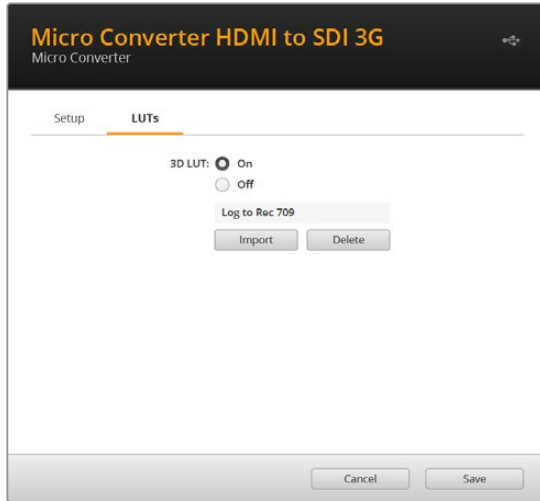 Micro Converter HDMI to SDI 3G
Micro Converter
Setup LUTs
3D LUT: On
Off
Log to Rec 709
Import Delete
Cancel Save